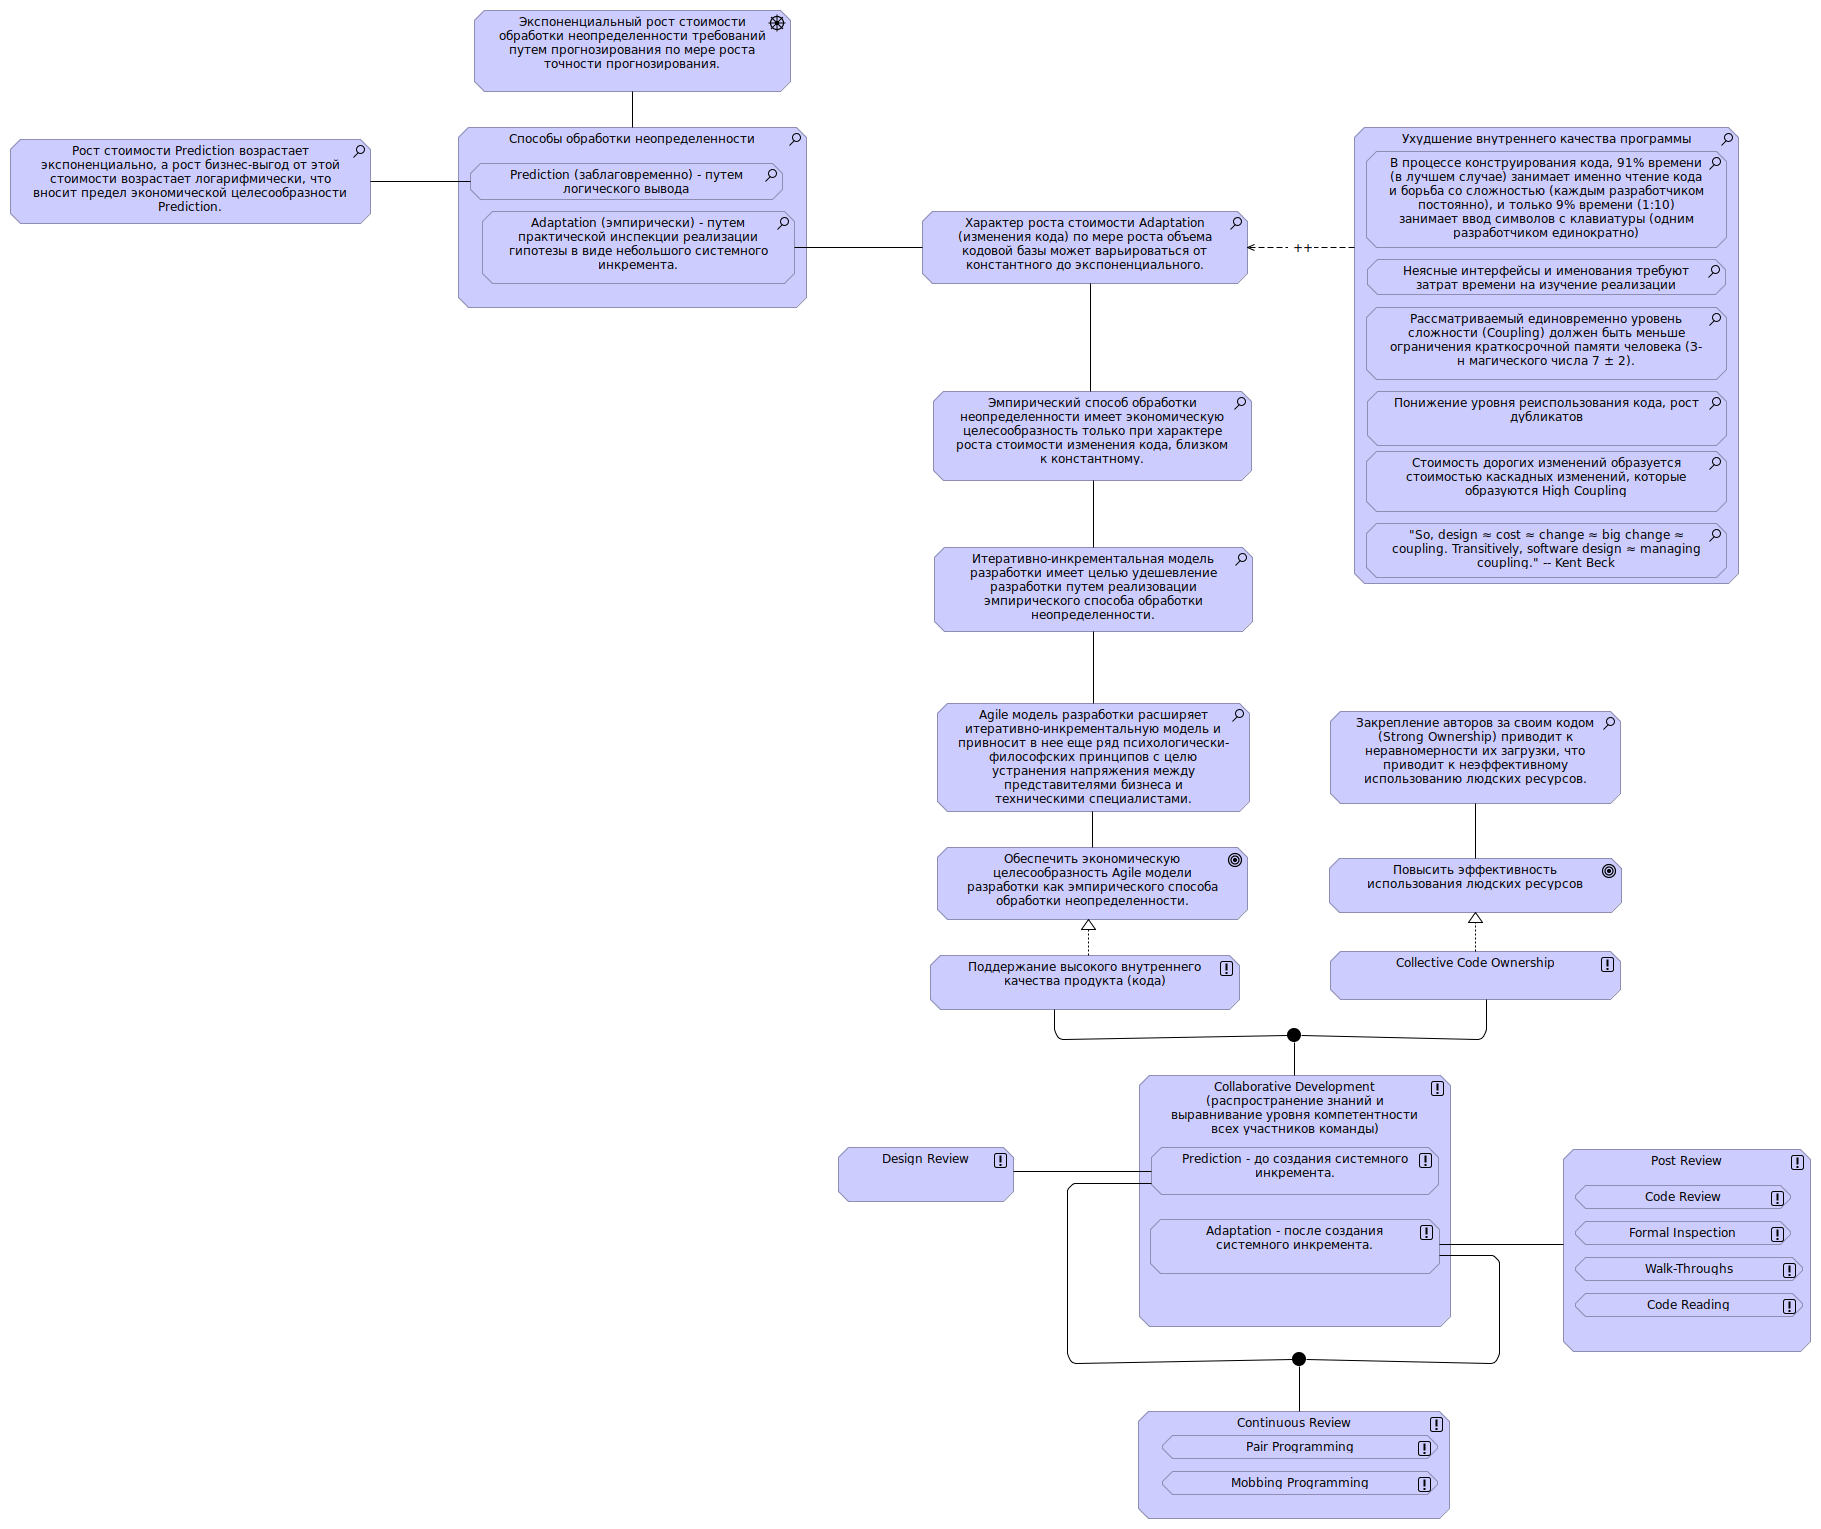 Экспоненциальный рост стоимости
обработки неопределенности требований
путем прогнозирования по мере роста
точности прогнозирования.
Рост стоимости Prediction возрастает
экспоненциально, а рост бизнес-выгод от этой
стоимости возрастает логарифмически, что
вносит предел экономической целесообразности
Prediction.
Способы обработки неопределенности
Prediction (заблаговременно) - путем
логического вывода
Adaptation (эмпирически) - путем
практической инспекции реализации
гипотезы в виде небольшого системного
инкремента.
Характер роста стоимости Adaptation
(изменения кода) по мере роста объема
кодовой базы может варьироваться от
константного до экспоненциального.
++
Ухудшение внутреннего качества программы
В процессе конструирования кода, 91% времени
(в лучшем случае) занимает именно чтение кода
и борьба со сложностью (каждым разработчиком
постоянно), и только 9% времени (1:10)
занимает ввод символов с клавиатуры (одним
разработчиком единократно)
Неясные интерфейсы и именования требуют
затрат времени на изучение реализации
Рассматриваемый единовременно уровень
сложности (Coupling) должен быть меньше
ограничения краткосрочной памяти человека (З-
н магического числа 7 ± 2).
Понижение уровня реиспользования кода, рост
дубликатов
Стоимость дорогих изменений образуется
стоимостью каскадных изменений, которые
образуются High Coupling
"So, design ≈ cost ≈ change ≈ big change ≈
coupling. Transitively, software design ≈ managing
coupling." -- Kent Beck
Эмпирический способ обработки
неопределенности имеет экономическую
целесообразность только при характере
роста стоимости изменения кода, близком
к константному.
Итеративно-инкрементальная модель
разработки имеет целью удешевление
разработки путем реализовации
эмпирического способа обработки
неопределенности.
Agile модель разработки расширяет
итеративно-инкрементальную модель и
привносит в нее еще ряд психологически-
философских принципов с целю
устранения напряжения между
представителями бизнеса и
техническими специалистами.
Закрепление авторов за своим кодом
(Strong Ownership) приводит к
неравномерности их загрузки, что
приводит к неэффективному
использованию людских ресурсов.
Обеспечить экономическую
целесообразность Agile модели
разработки как эмпирического способа
обработки неопределенности.
Повысить эффективность
использования людских ресурсов
Поддержание высокого внутреннего
качества продукта (кода)
Collective Code Ownership
Collaborative Development
(распространение знаний и
выравнивание уровня компетентности
всех участников команды)
Prediction - до создания системного
инкремента.
Adaptation - после создания
системного инкремента.
Design Review
Post Review
Code Review
Formal Inspection
Walk-Throughs
Code Reading
Continuous Review
Pair Programming
Mobbing Programming